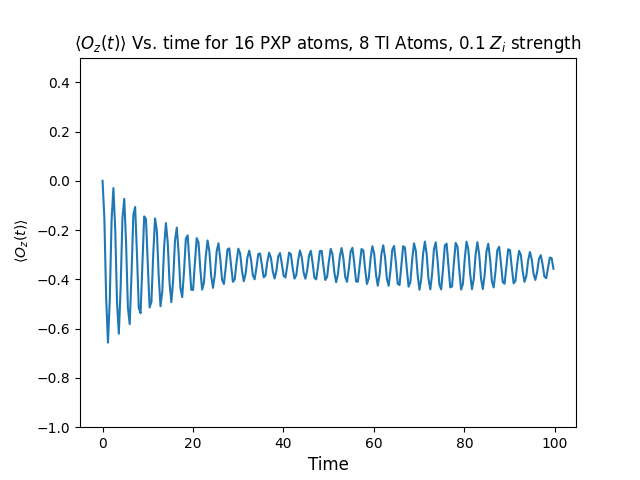 ⟨O_z(t)⟩ Vs. time for 16 PXP atoms, 8 TI Atoms, 0.1 Z_i strength
0.4
0.2
0.0
−0.2
−0.4
−0.6
−0.8
−1.0
⟨O_z(t)⟩
0 20 40 60 80 100
Time